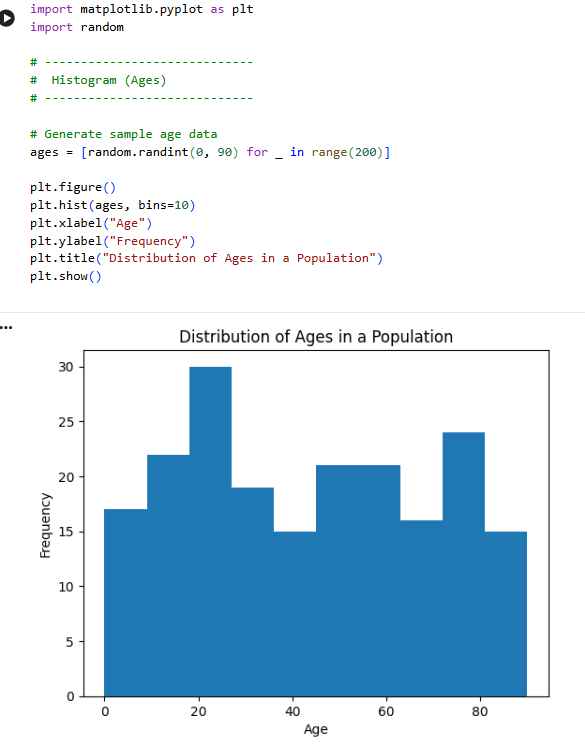 import matplotlib.pyplot as plt
import random
# -----------------------------
#  Histogram (Ages)
# -----------------------------
# Generate sample age data
ages = [random.randint(0, 90) for _ in range(200)]
plt.figure()
plt.hist(ages, bins=10)
plt.xlabel("Age")
plt.ylabel("Frequency")
plt.title("Distribution of Ages in a Population")
plt.show()
...
Distribution of Ages in a Population
30
25
20
15
10
5
0
Frequency
0 20 40 60 80
Age